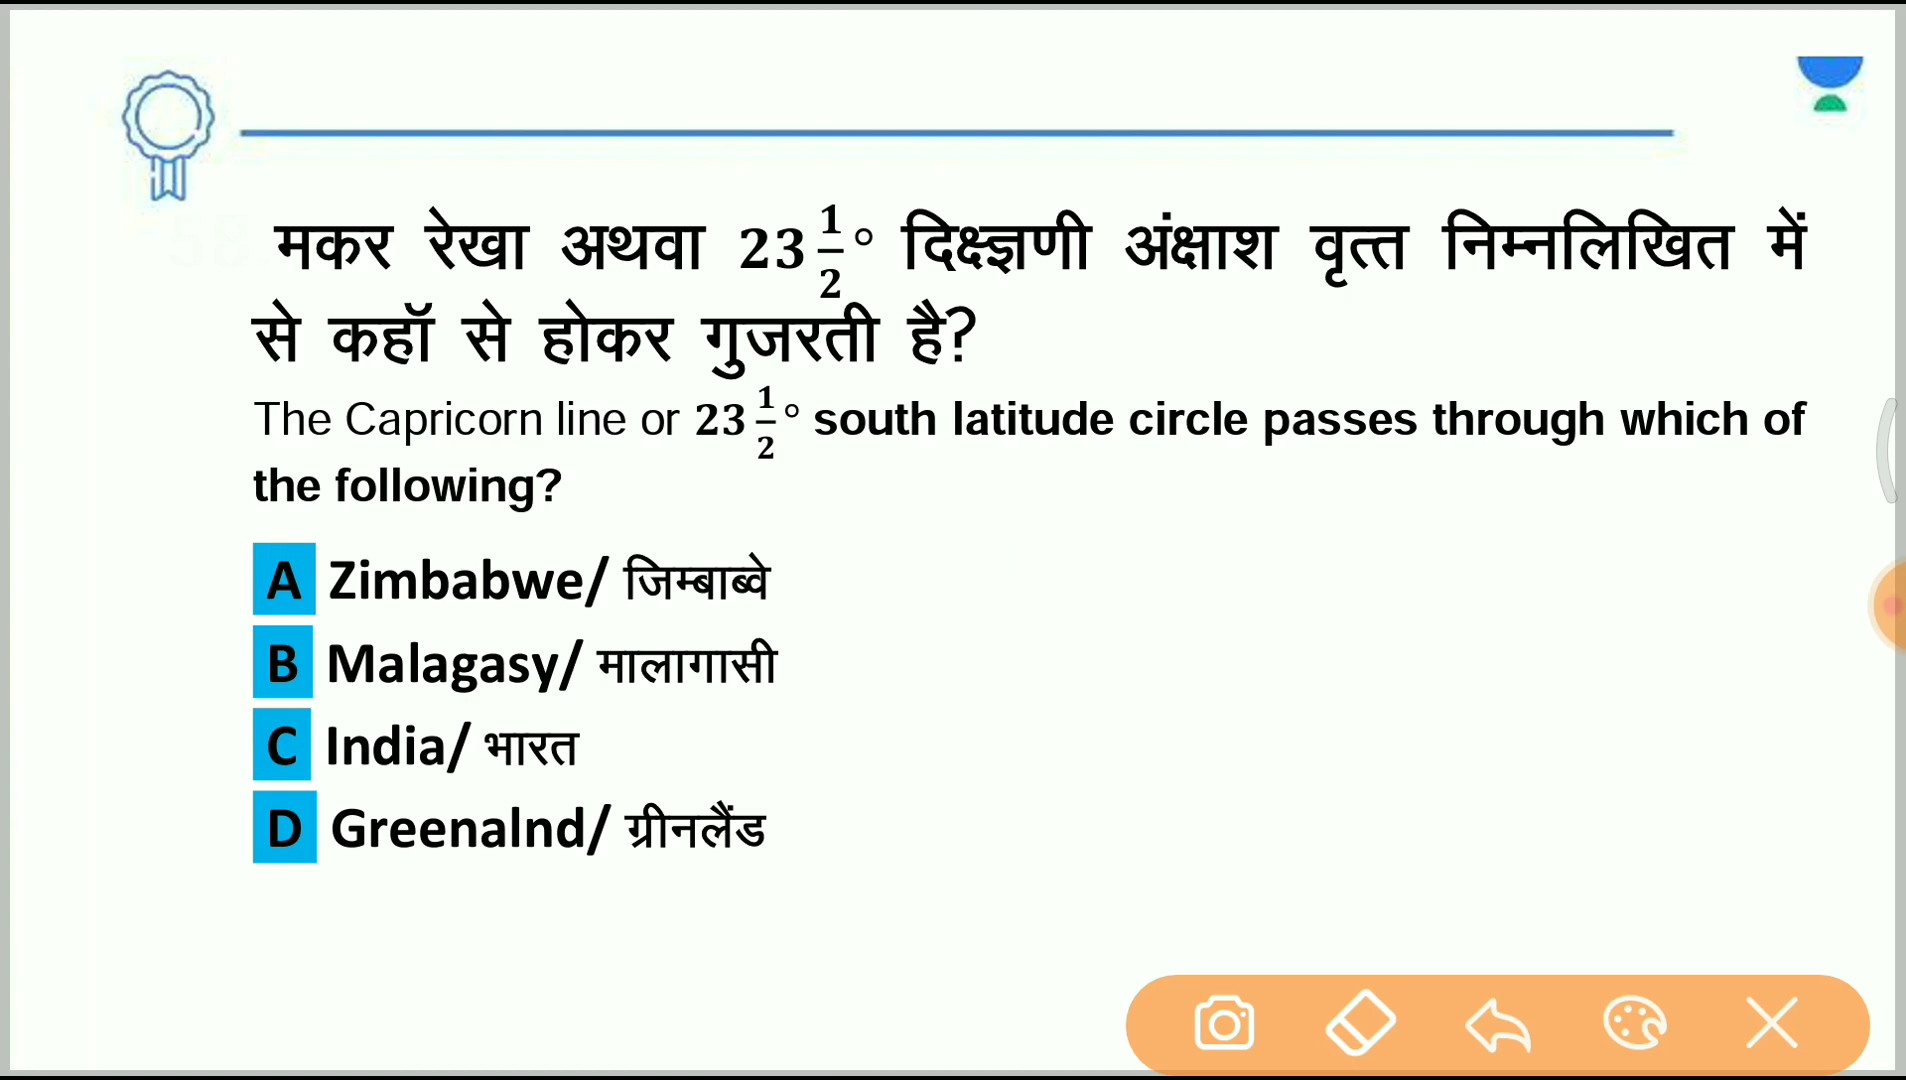 मकर रेखा अथवा 23 1/2° दिक्ष्ज्ञणी अंक्षाश वृत्त निम्नलिखित में
से कहॉ से होकर गुजरती है?
The Capricorn line or 23 1/2° south latitude circle passes through which of
the following?
A Zimbabwe/ जिम्बाब्वे
B Malagasy/ मालागासी
C India/ भारत
D Greenalnd/ ग्रीनलैंड